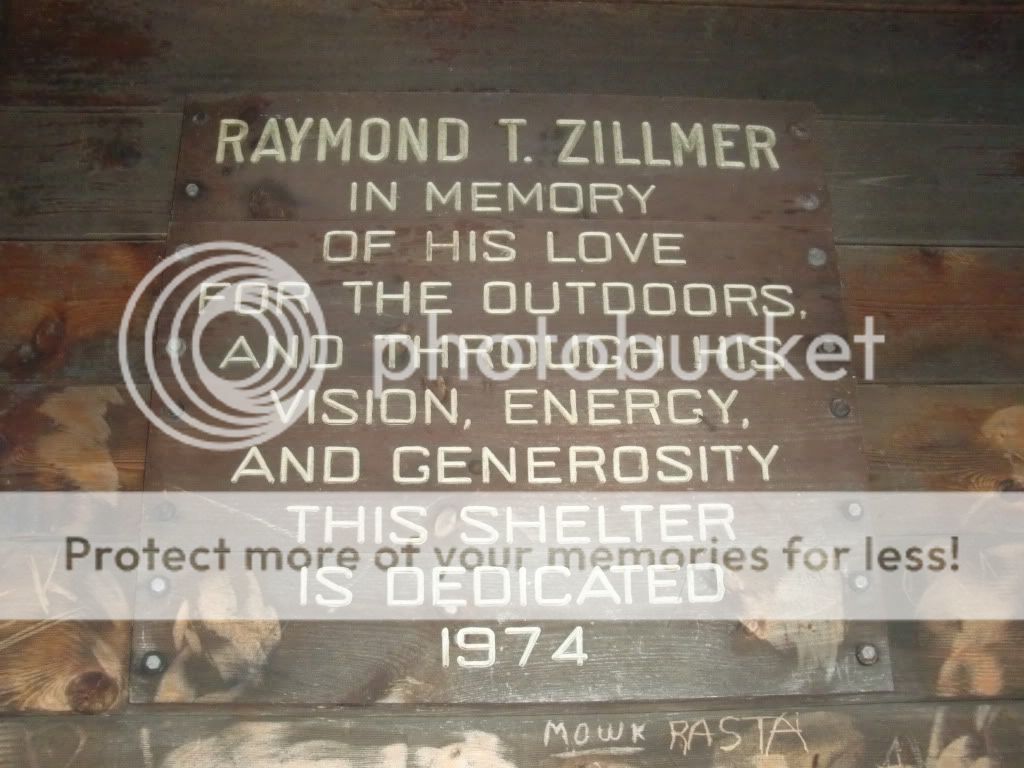 RAYMOND T. ZILLMER
IN MEMORY
OF HIS LOVE
FOR THE OUTDOORS,
AND THROUGH HIS
photobucket
VISION, ENERGY,
AND GENEROSITY
THIS SHELTER
Protect more of your memories for less!
IS DEDICATED
1974
MOWK RASTA